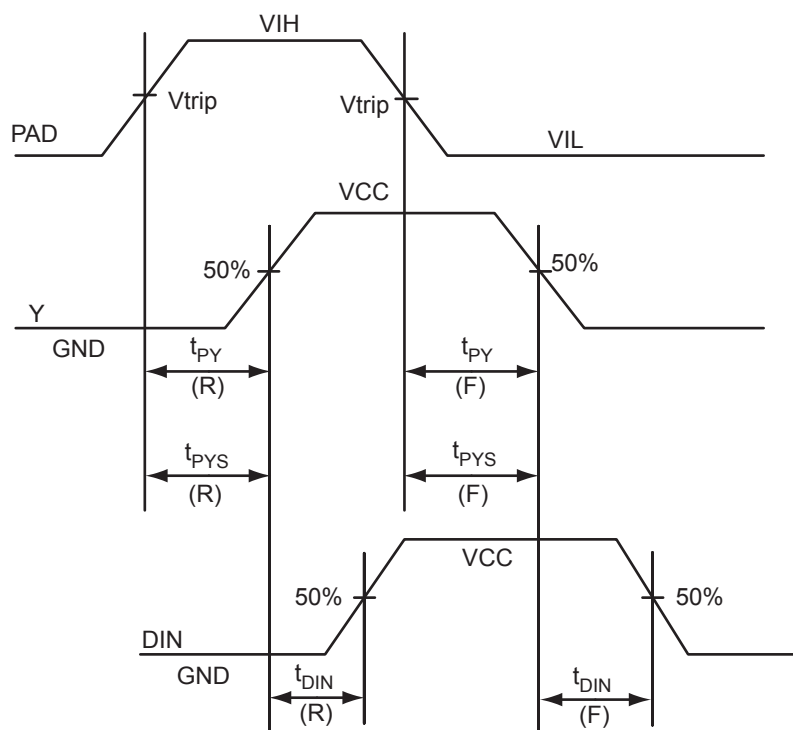 VIH
Vtrip
Vtrip
PAD
VIL
VCC
50%
50%
Y
GND
tPY
(R)
tPY
(F)
tPYS
(R)
tPYS
(F)
VCC
50%
50%
DIN
GND
tDIN
(R)
tDIN
(F)